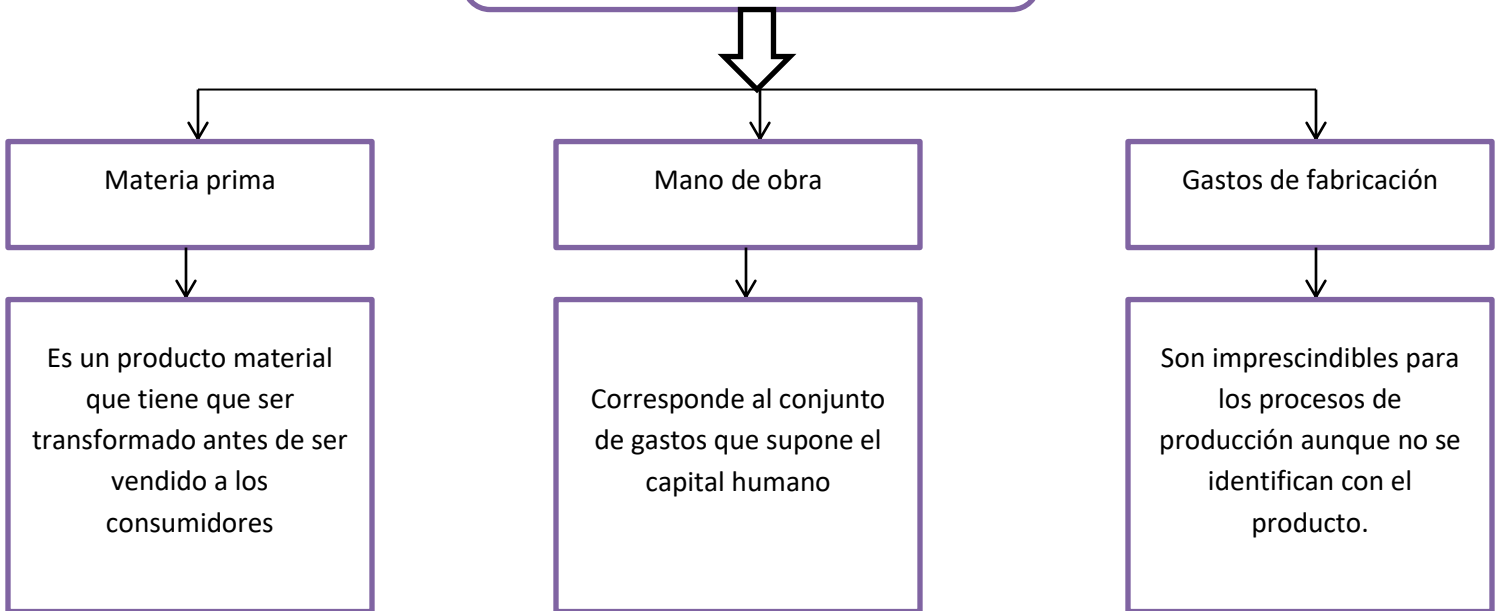 Materia prima
Mano de obra
Gastos de fabricación
Es un producto material
que tiene que ser
transformado antes de ser
vendido a los
consumidores
Corresponde al conjunto
de gastos que supone el
capital humano
Son imprescindibles para
los procesos de
producción aunque no se
identifican con el
producto.